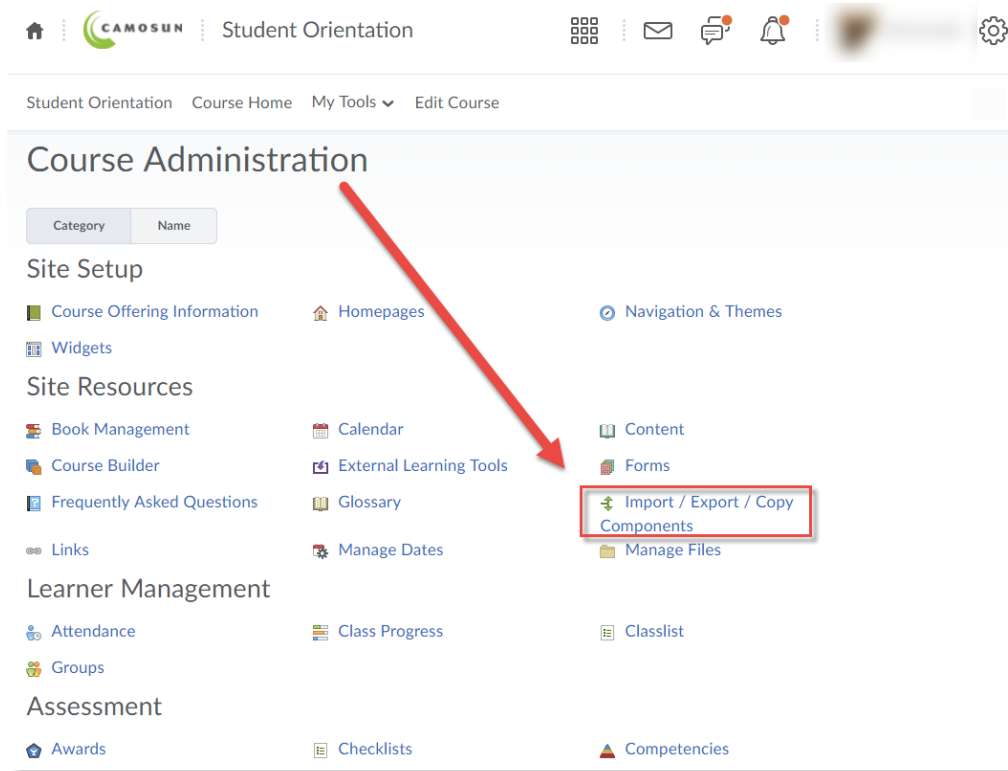 CAMOSUN Student Orientation
Student Orientation Course Home My Tools Edit Course
Course Administration
Category Name
Site Setup
Course Offering Information Homepages Navigation & Themes
Widgets
Site Resources
Book Management Calendar Content
Course Builder External Learning Tools Forms
Frequently Asked Questions Glossary Import / Export / Copy
Components
Links Manage Dates Manage Files
Learner Management
Attendance Class Progress Classlist
Groups
Assessment
Awards Checklists Competencies